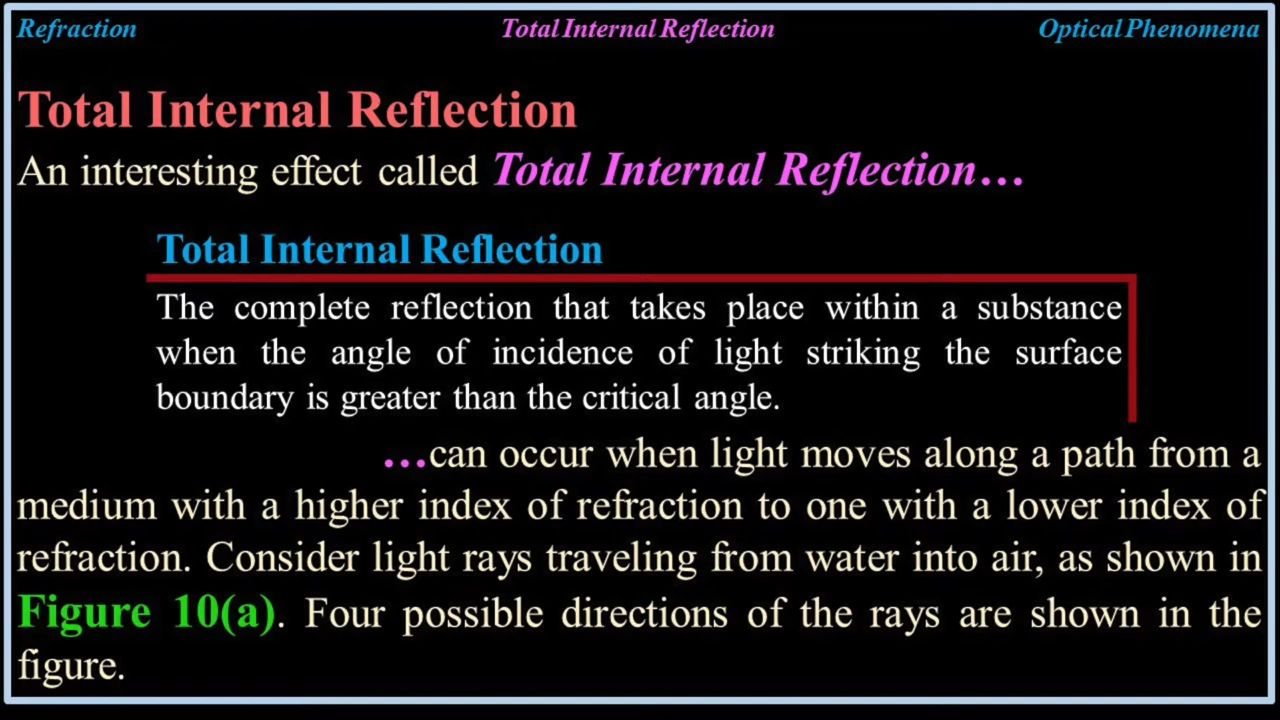 Refraction Total Internal Reflection Optical Phenomena
Total Internal Reflection
An interesting effect called Total Internal Reflection…
Total Internal Reflection
The complete reflection that takes place within a substance
when the angle of incidence of light striking the surface
boundary is greater than the critical angle.
…can occur when light moves along a path from a
medium with a higher index of refraction to one with a lower index of
refraction. Consider light rays traveling from water into air, as shown in
Figure 10(a). Four possible directions of the rays are shown in the
figure.